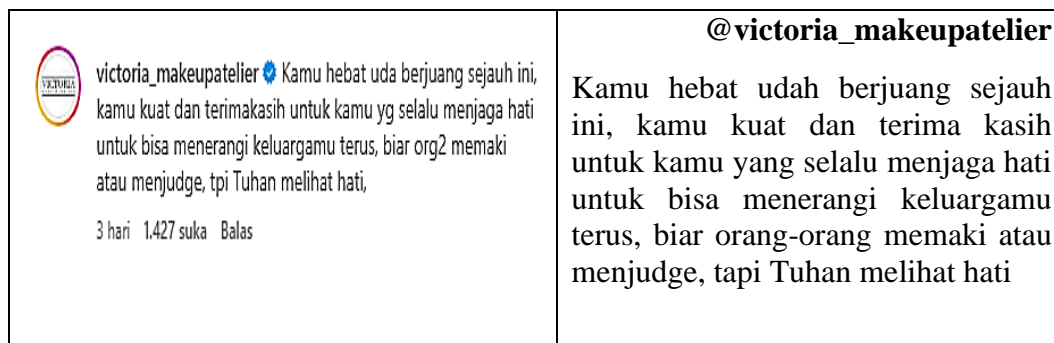 VICTORIA
victoria_makeupatelier Kamu hebat uda berjuang sejauh ini,
kamu kuat dan terimakasih untuk kamu yg selalu menjaga hati
untuk bisa menerangi keluargamu terus, biar org2 memaki
atau menjudge, tpi Tuhan melihat hati,
3 hari 1.427 suka Balas
@victoria_makeupatelier
Kamu hebat udah berjuang sejauh
ini, kamu kuat dan terima kasih
untuk kamu yang selalu menjaga hati
untuk bisa menerangi keluargamu
terus, biar orang-orang memaki atau
menjudge, tapi Tuhan melihat hati